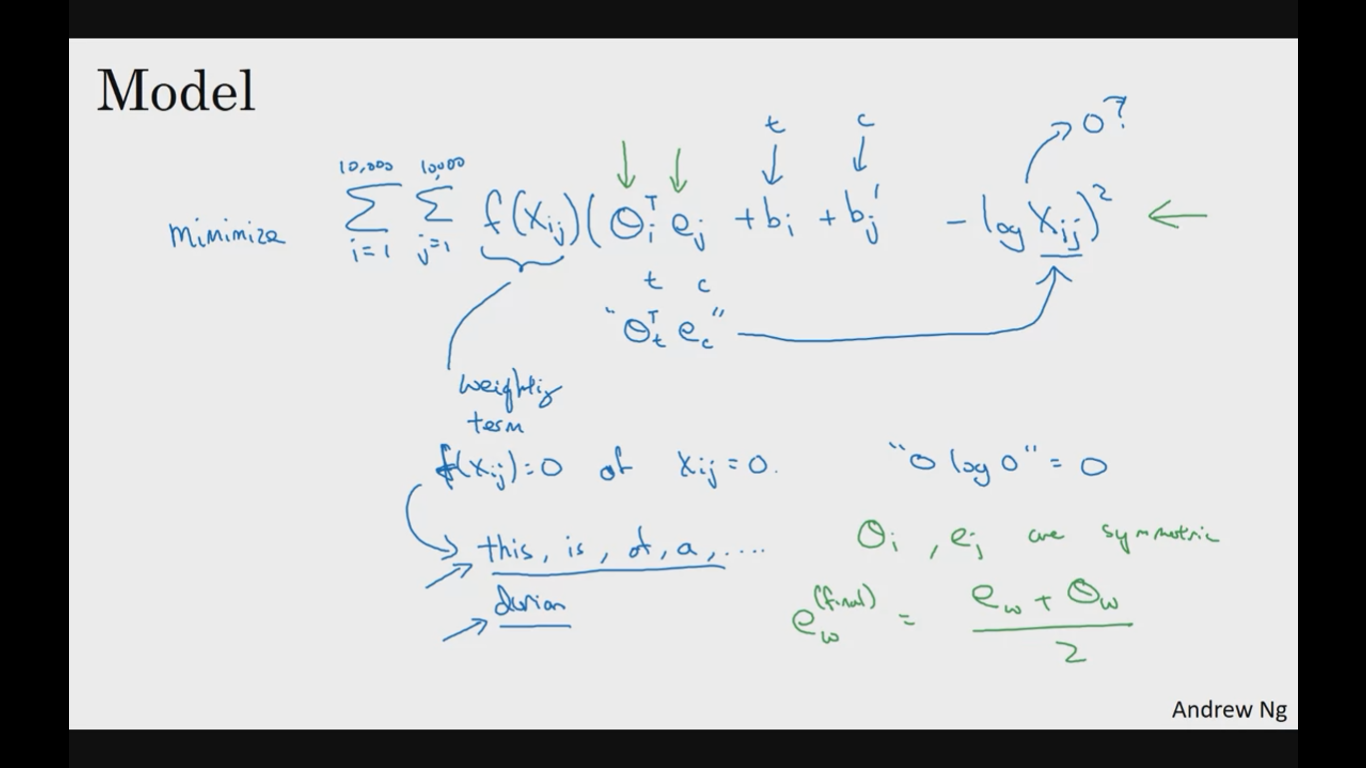 Model
t c 0?
minimize 10,000 Σ i=1 10,000 Σ j=1 f(Xij)(θiᵀ ej + bi + bj′ - log Xij)²
t c
"θtᵀ ec"
weighting
term
f(Xij)=0 if Xij=0. "0 log 0" = 0
this, is, of, a, .... θi, ej are symmetric
durian ew(final) = ew + θw / 2
Andrew Ng